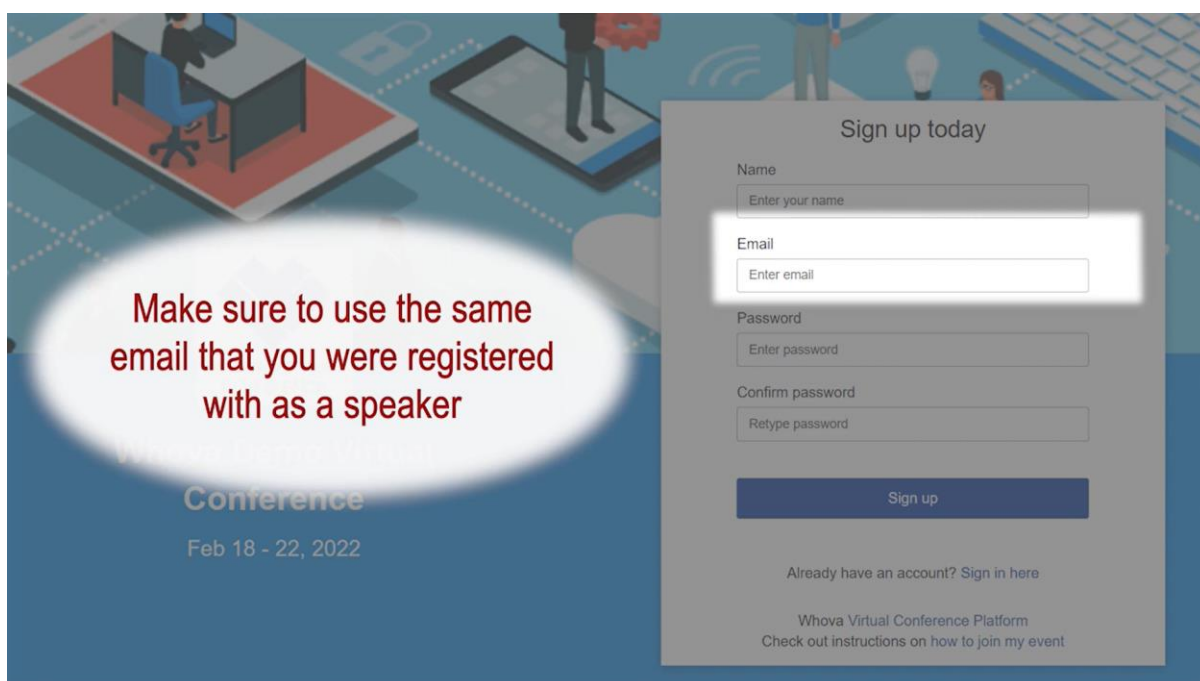 Make sure to use the same
email that you were registered
with as a speaker
Whova Demo Virtual
Conference
Feb 18 - 22, 2022
Sign up today
Name
Enter your name
Email
Enter email
Password
Enter password
Confirm password
Retype password
Sign up
Already have an account? Sign in here
Whova Virtual Conference Platform
Check out instructions on how to join my event